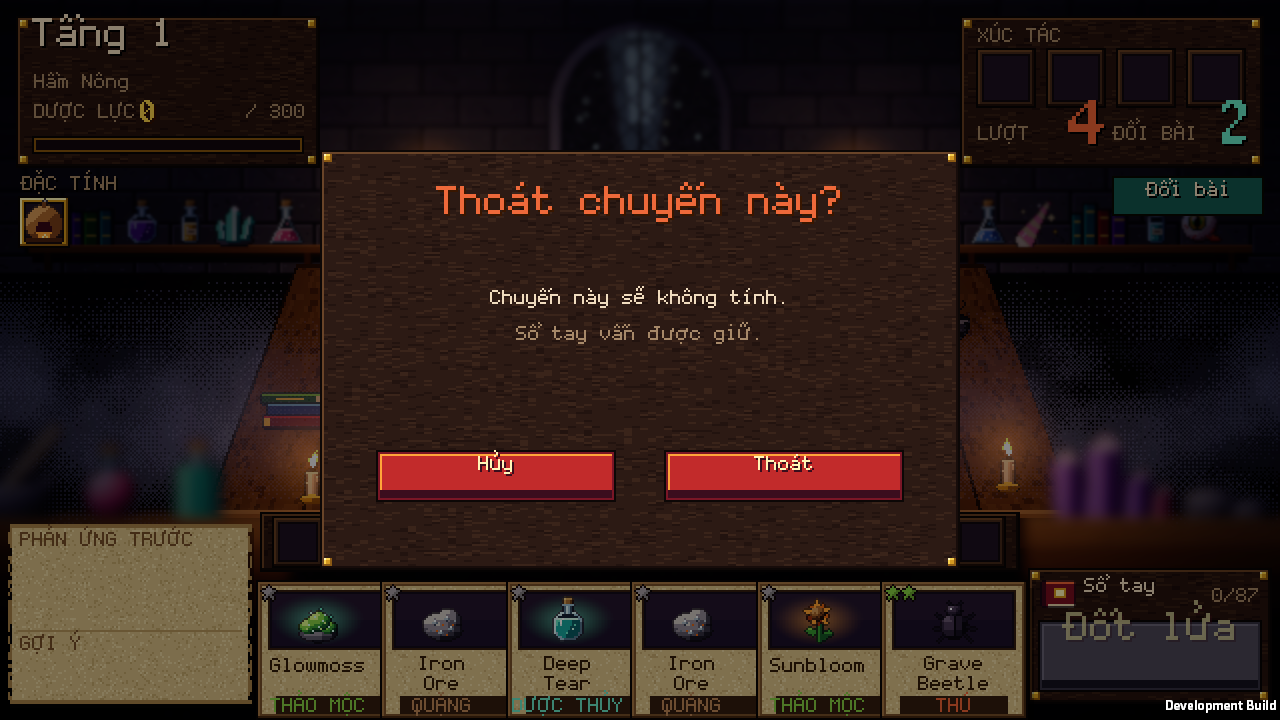 Tầng 1
Hầm Nông
DƯỢC LỰC 0 / 300
ĐẶC TÍNH
XÚC TÁC
LƯỢT 4 ĐỔI BÀI 2
Đổi bài
Thoát chuyến này?
Chuyến này sẽ không tính.
Sổ tay vẫn được giữ.
Hủy
Thoát
PHẢN ỨNG TRƯỚC
GỢI Ý
Glowmoss
THẢO MỘC
Iron
Ore
QUẶNG
Deep
Tear
DƯỢC THỦY
Iron
Ore
QUẶNG
Sunbloom
THẢO MỘC
Grave
Beetle
THÚ
Sổ tay 0/87
Đốt lửa
Development Build